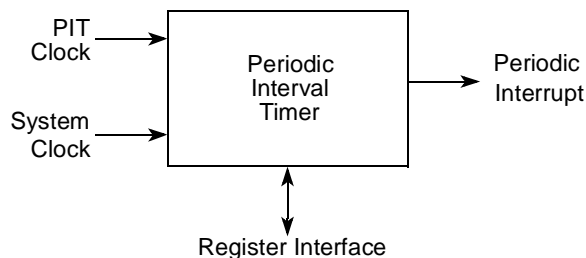 PIT
Clock
System
Clock
Periodic
Interval
Timer
Periodic
Interrupt
Register Interface